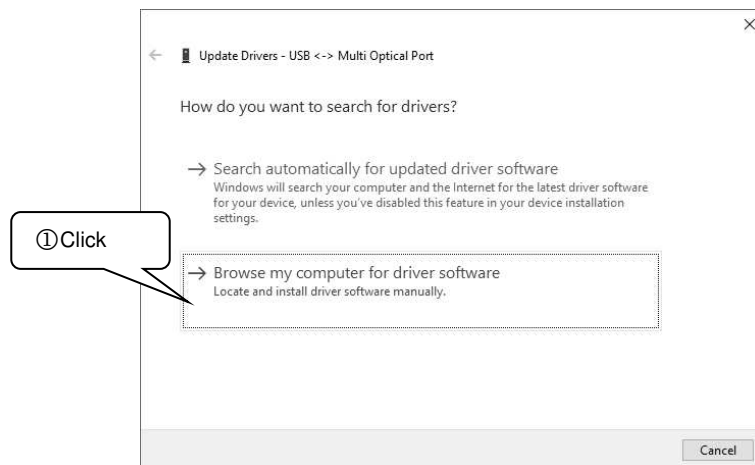 Update Drivers - USB <-> Multi Optical Port
How do you want to search for drivers?
Search automatically for updated driver software
Windows will search your computer and the Internet for the latest driver software
for your device, unless you've disabled this feature in your device installation
settings.
①Click
Browse my computer for driver software
Locate and install driver software manually.
Cancel